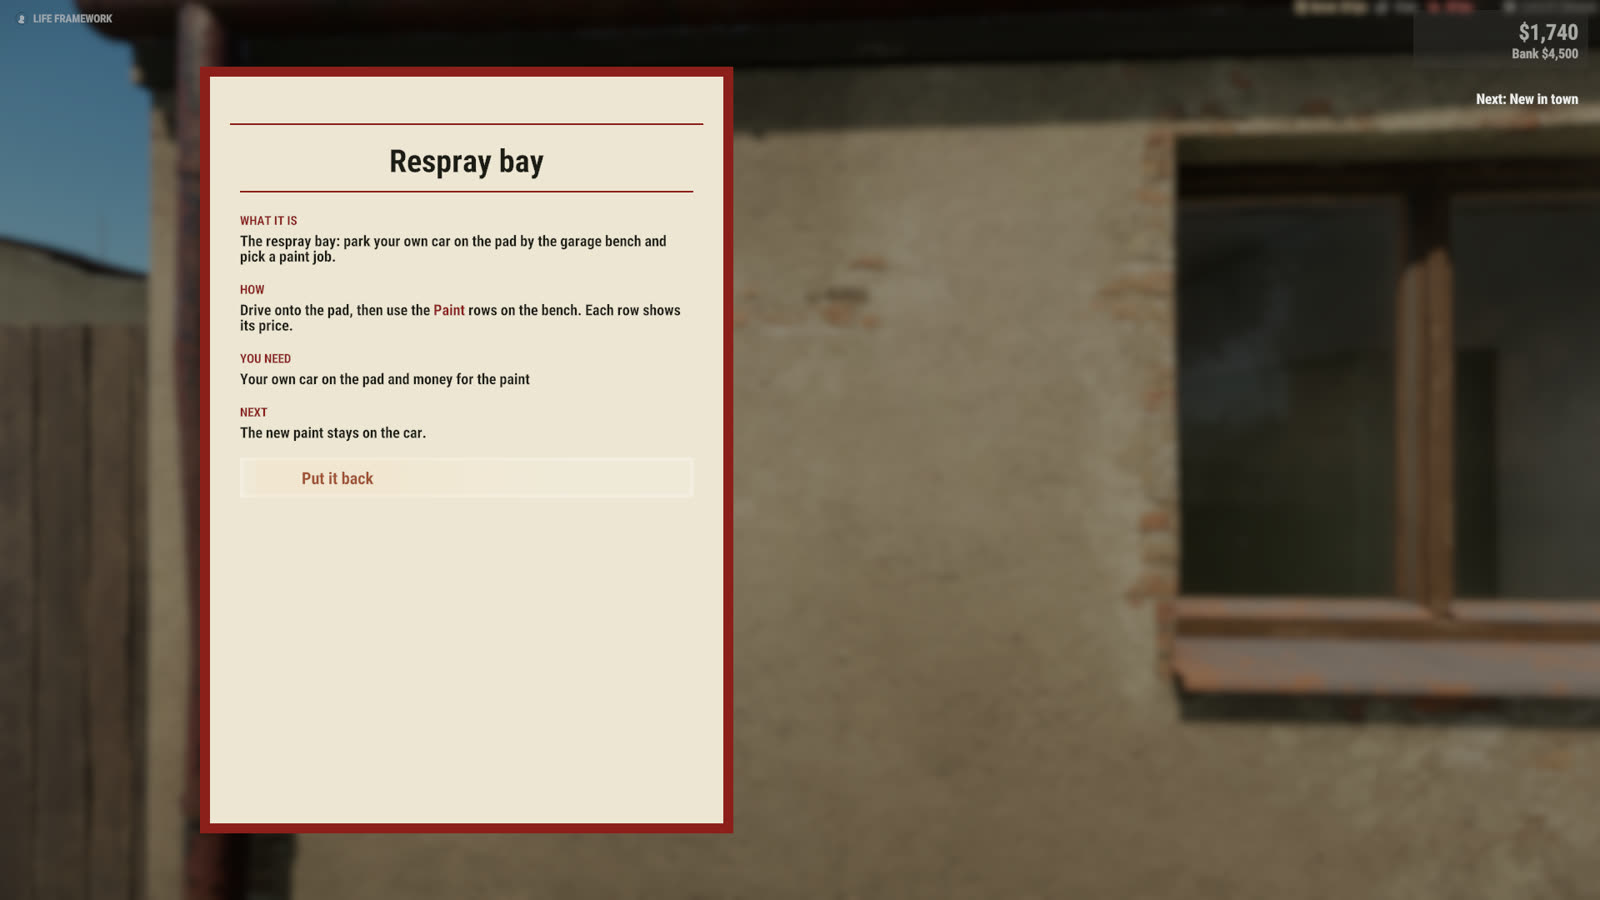 LIFE FRAMEWORK
$1,740
Bank $4,500
Next: New in town
Respray bay
WHAT IT IS
The respray bay: park your own car on the pad by the garage bench and
pick a paint job.
HOW
Drive onto the pad, then use the Paint rows on the bench. Each row shows
its price.
YOU NEED
Your own car on the pad and money for the paint
NEXT
The new paint stays on the car.
Put it back